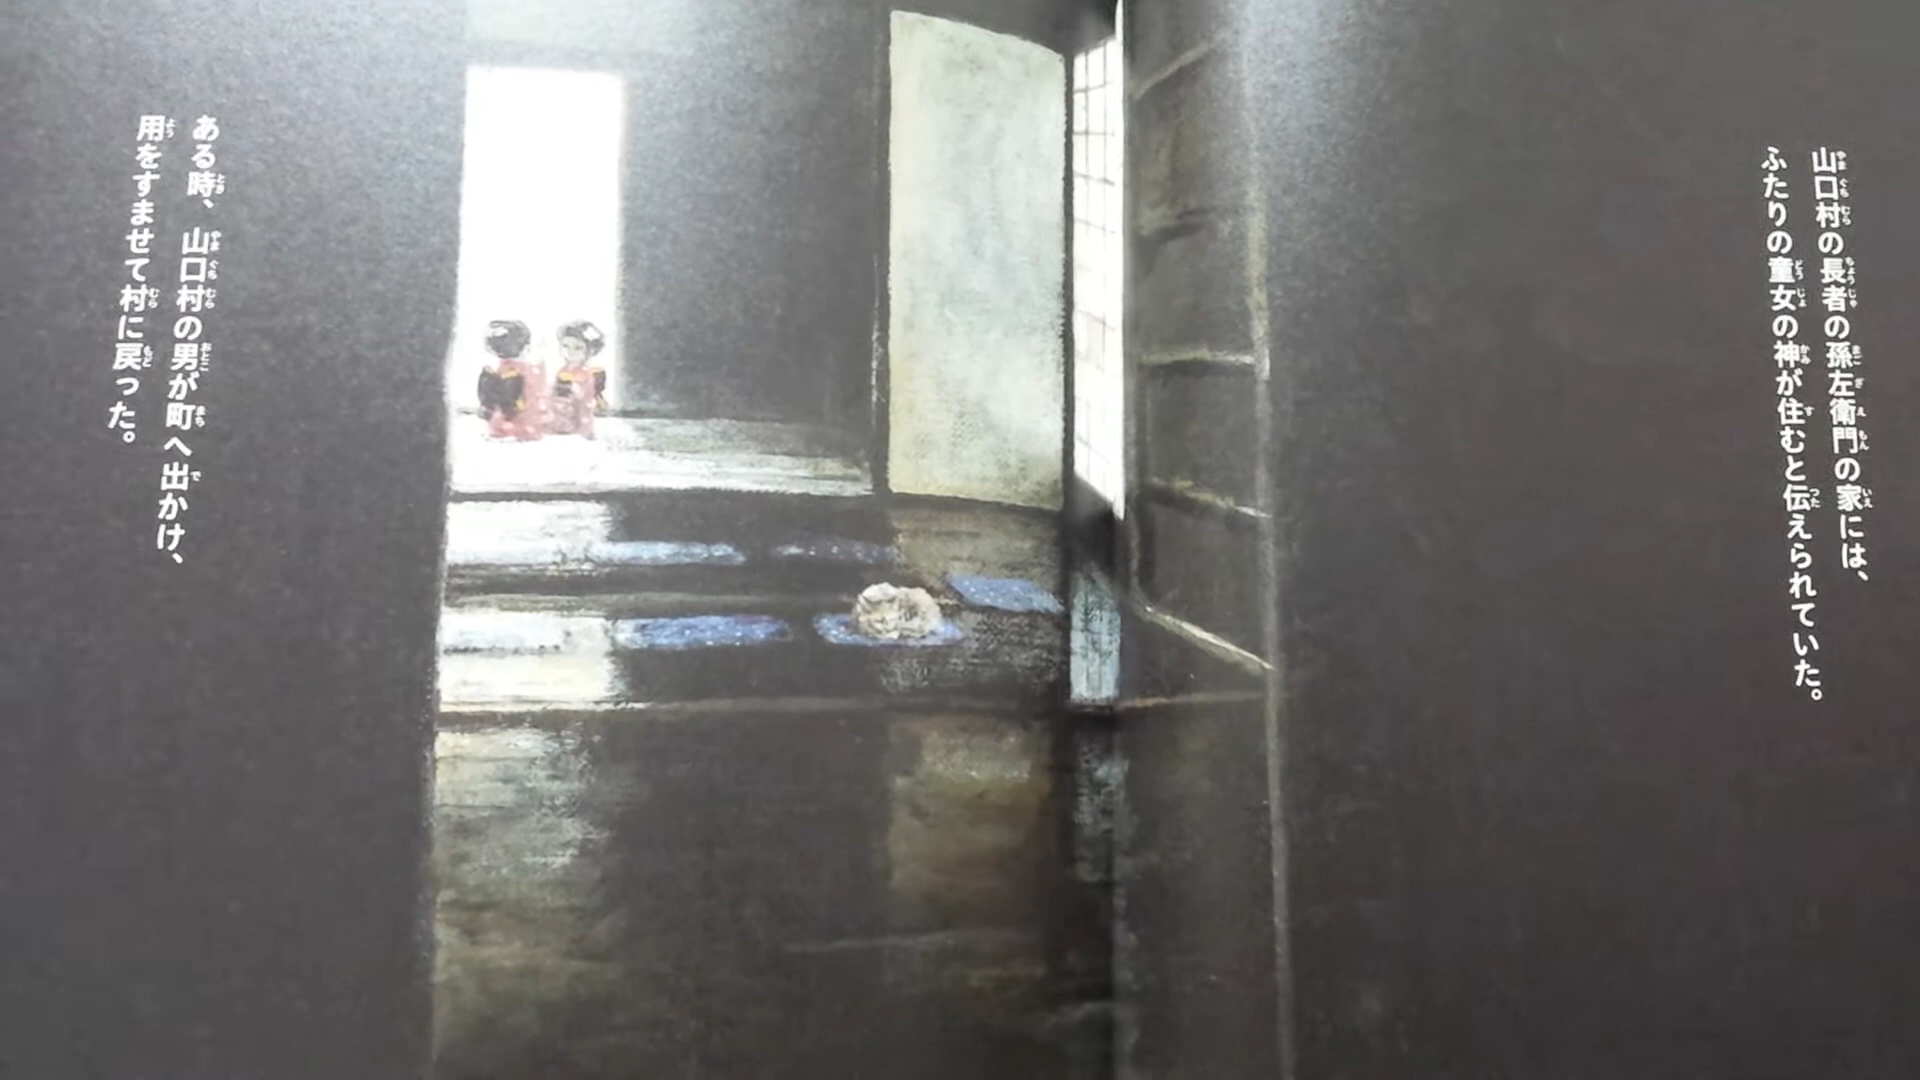 山口村の長者の孫左衛門の家には、
ふたりの童女の神が住むと伝えられていた。
ある時、山口村の男が町へ出かけ、
用をすませて村に戻った。